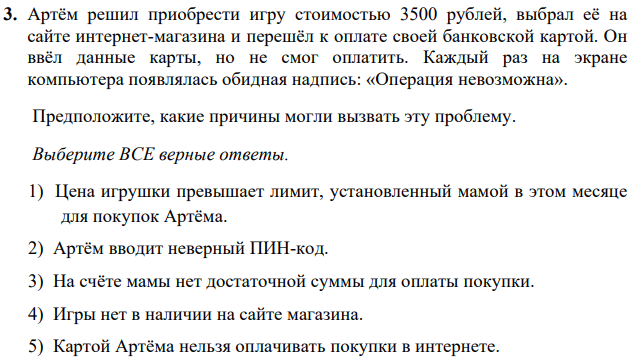 3. Артём решил приобрести игру стоимостью 3500 рублей, выбрал её на
сайте интернет-магазина и перешёл к оплате своей банковской картой. Он
ввёл данные карты, но не смог оплатить. Каждый раз на экране
компьютера появлялась обидная надпись: «Операция невозможна».
Предположите, какие причины могли вызвать эту проблему.
Выберите ВСЕ верные ответы.
1) Цена игрушки превышает лимит, установленный мамой в этом месяце
для покупок Артёма.
2) Артём вводит неверный ПИН-код.
3) На счёте мамы нет достаточной суммы для оплаты покупки.
4) Игры нет в наличии на сайте магазина.
5) Картой Артёма нельзя оплачивать покупки в интернете.